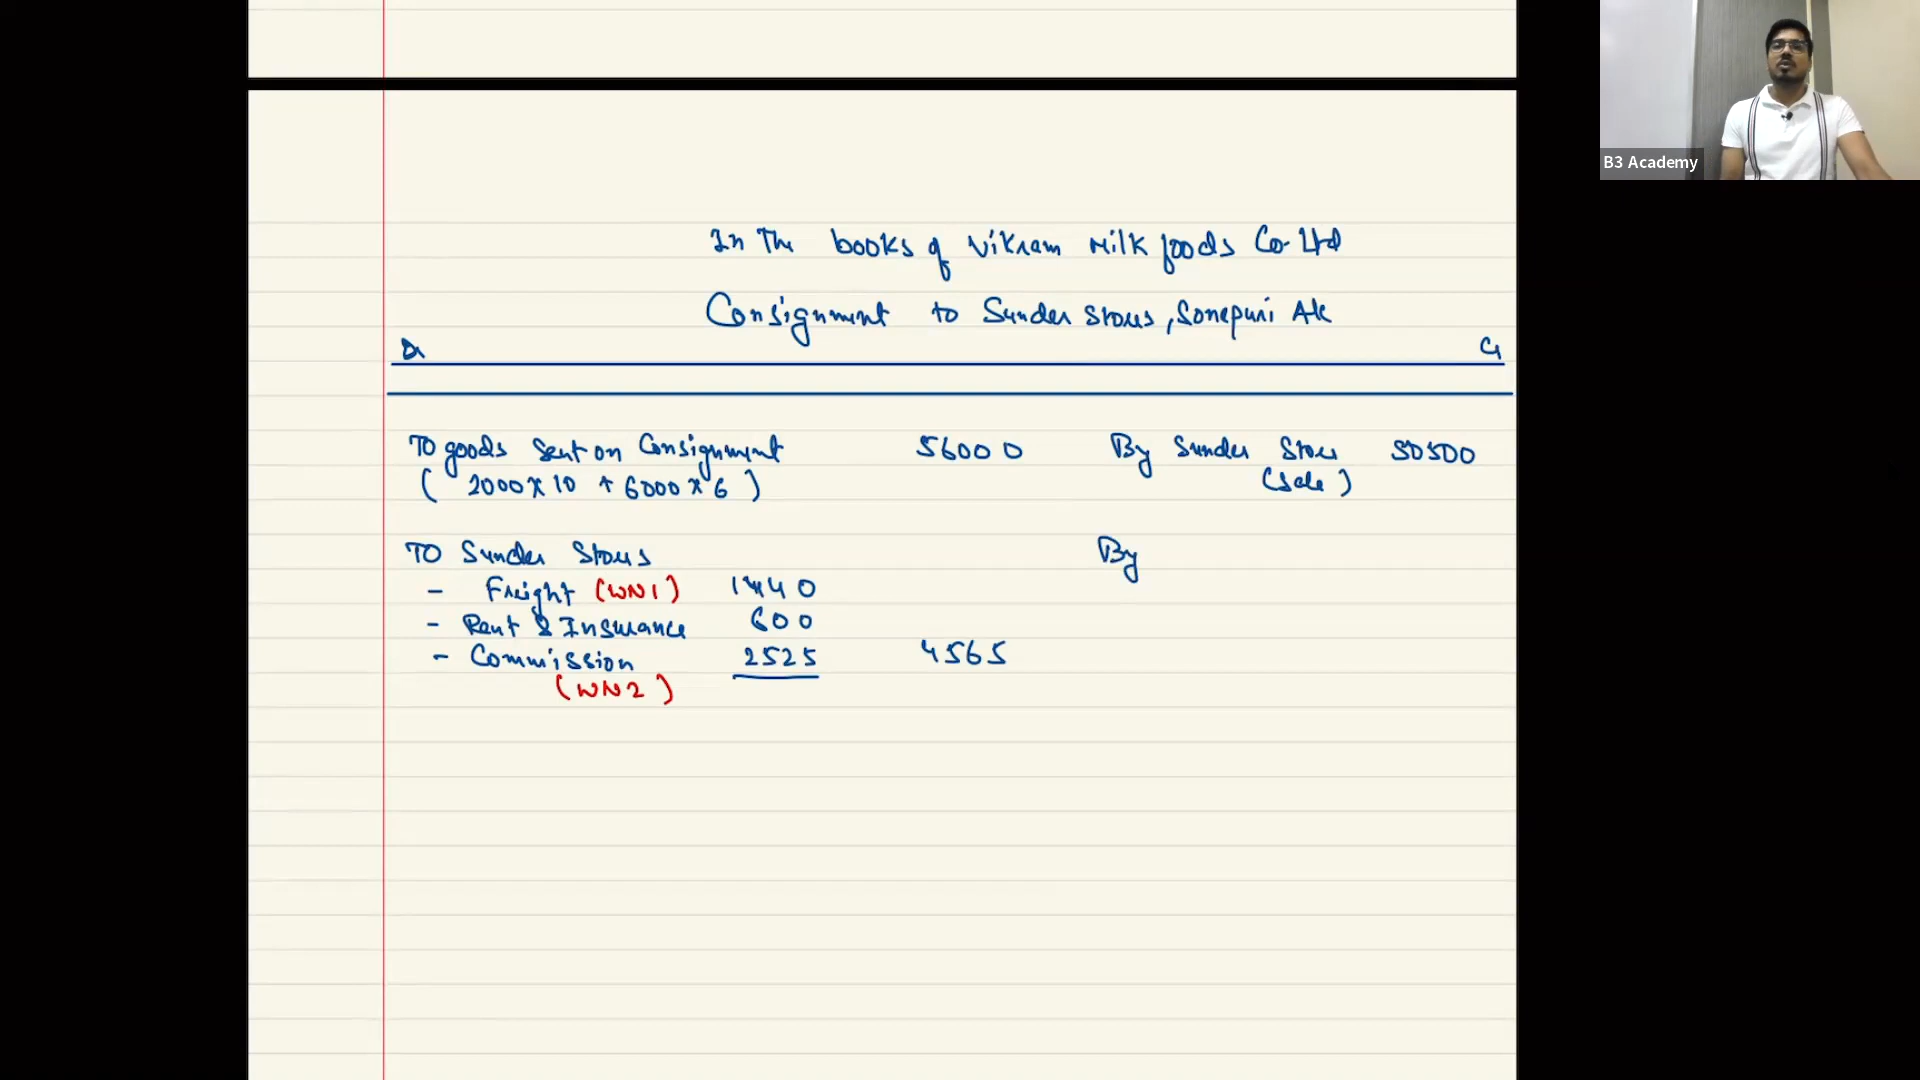 In The books of Vikram Milk foods Co. Ltd
Consignment to Sunder Stores, Sonepuri A/c
Dr Cr
To goods Sent on Consignment 56000 By Sunder Store 50500
( 2000 x 10 + 6000 x 6 ) (Sale)
To Sunder Stores By
- Freight (WN1) 1440
- Rent & Insurance 600
- Commission 2525 4565
(WN2)
B3 Academy